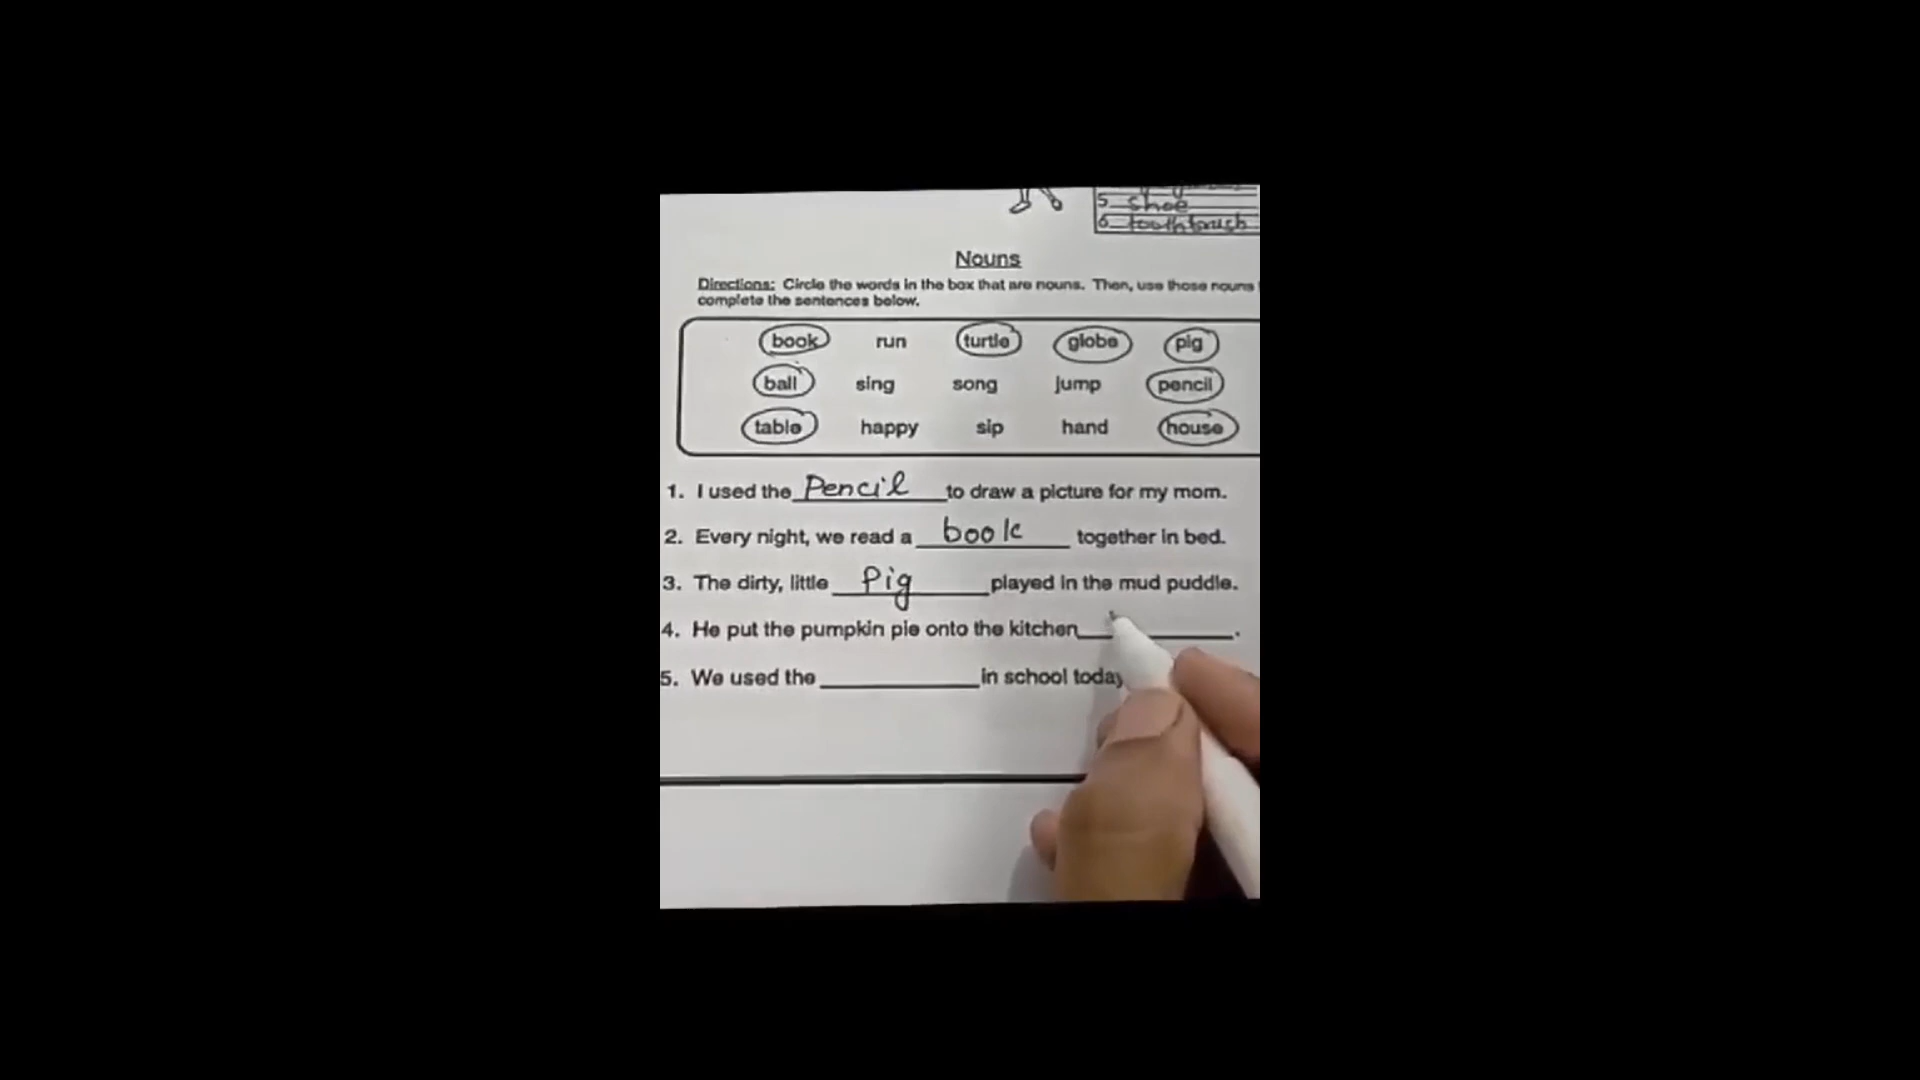 5. shoe
6. toothbrush
Nouns
Directions: Circle the words in the box that are nouns. Then, use those nouns
complete the sentences below.
book run turtle globe pig
ball sing song jump pencil
table happy sip hand house
1. I used the Pencil to draw a picture for my mom.
2. Every night, we read a book together in bed.
3. The dirty, little Pig played in the mud puddle.
4. He put the pumpkin pie onto the kitchen .
5. We used the in school today